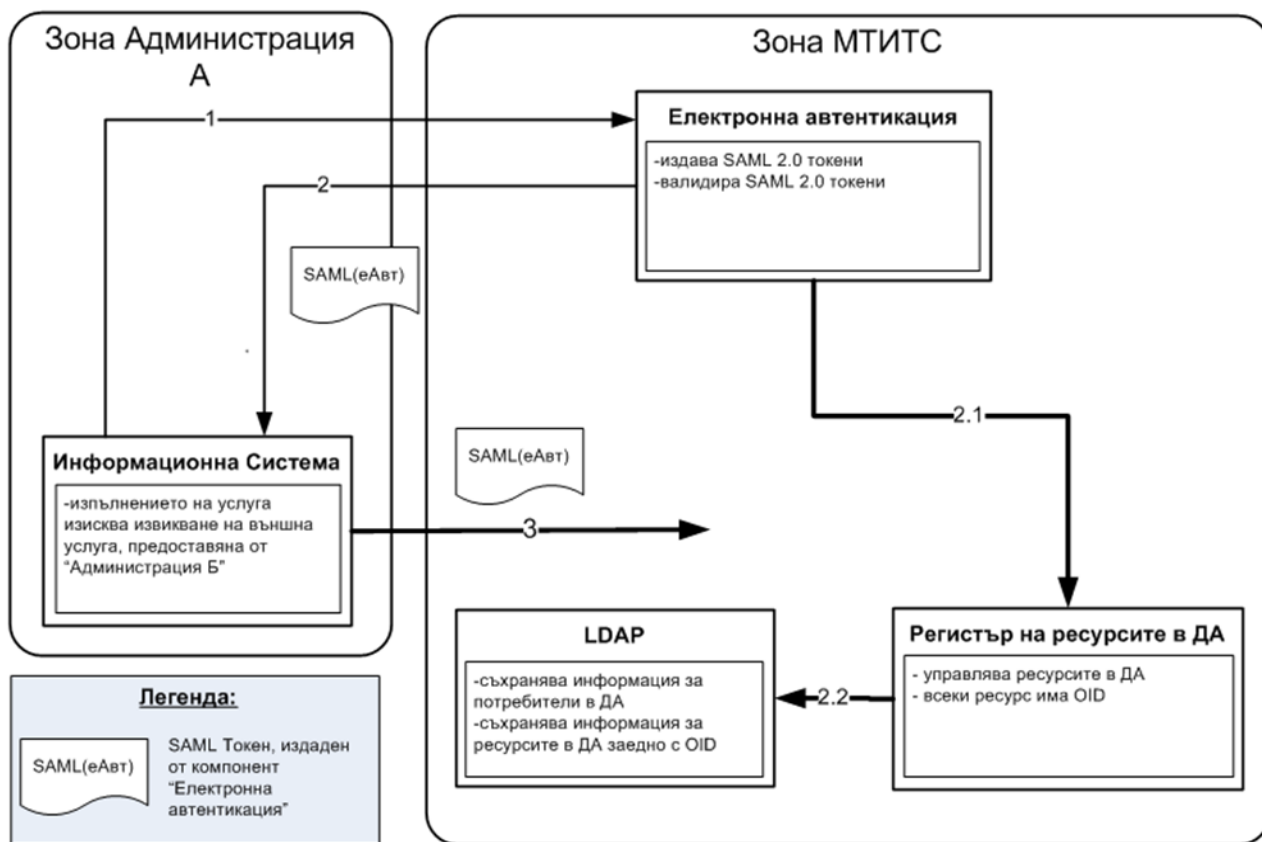 Зона Администрация
А
Зона МТИТС
1
Електронна автентикация
-издава SAML 2.0 токени
-валидира SAML 2.0 токени
2
SAML(eАвт)
2.1
Информационна Система
-изпълнението на услуга
изисква извикване на външна
услуга, предоставяна от
“Администрация Б”
SAML(eАвт)
3
LDAP
-съхранява информация за
потребители в ДА
-съхранява информация за
ресурсите в ДА заедно с OID
2.2
Регистър на ресурсите в ДА
- управлява ресурсите в ДА
- всеки ресурс има OID
Легенда:
SAML(eАвт)
SAML Токен, издаден
от компонент
“Електронна
автентикация”